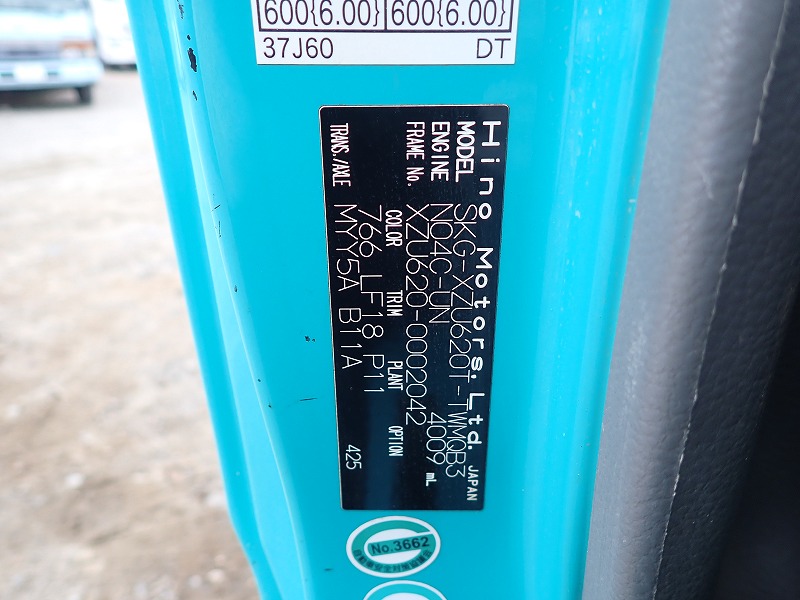 600{6.00} 600{6.00}
37J60 DT
Hino Motors, Ltd. JAPAN
MODEL SKG-XZU620T-TWMQB3
ENGINE N04C-UN 4009 mL
FRAME No. XZU620-0002042
COLOR TRIM PLANT OPTION
766 LF18 P11
TRANS./AXLE MYY5A B11A 425
No.3662